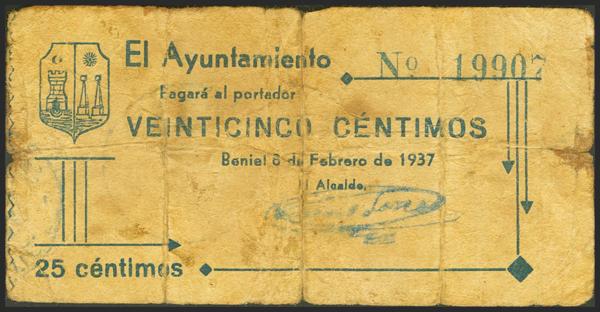 El Ayuntamiento
Nº 19907
Pagará al portador
VEINTICINCO CÉNTIMOS
Beniel 8 de Febrero de 1937
El Alcalde,
25 céntimos